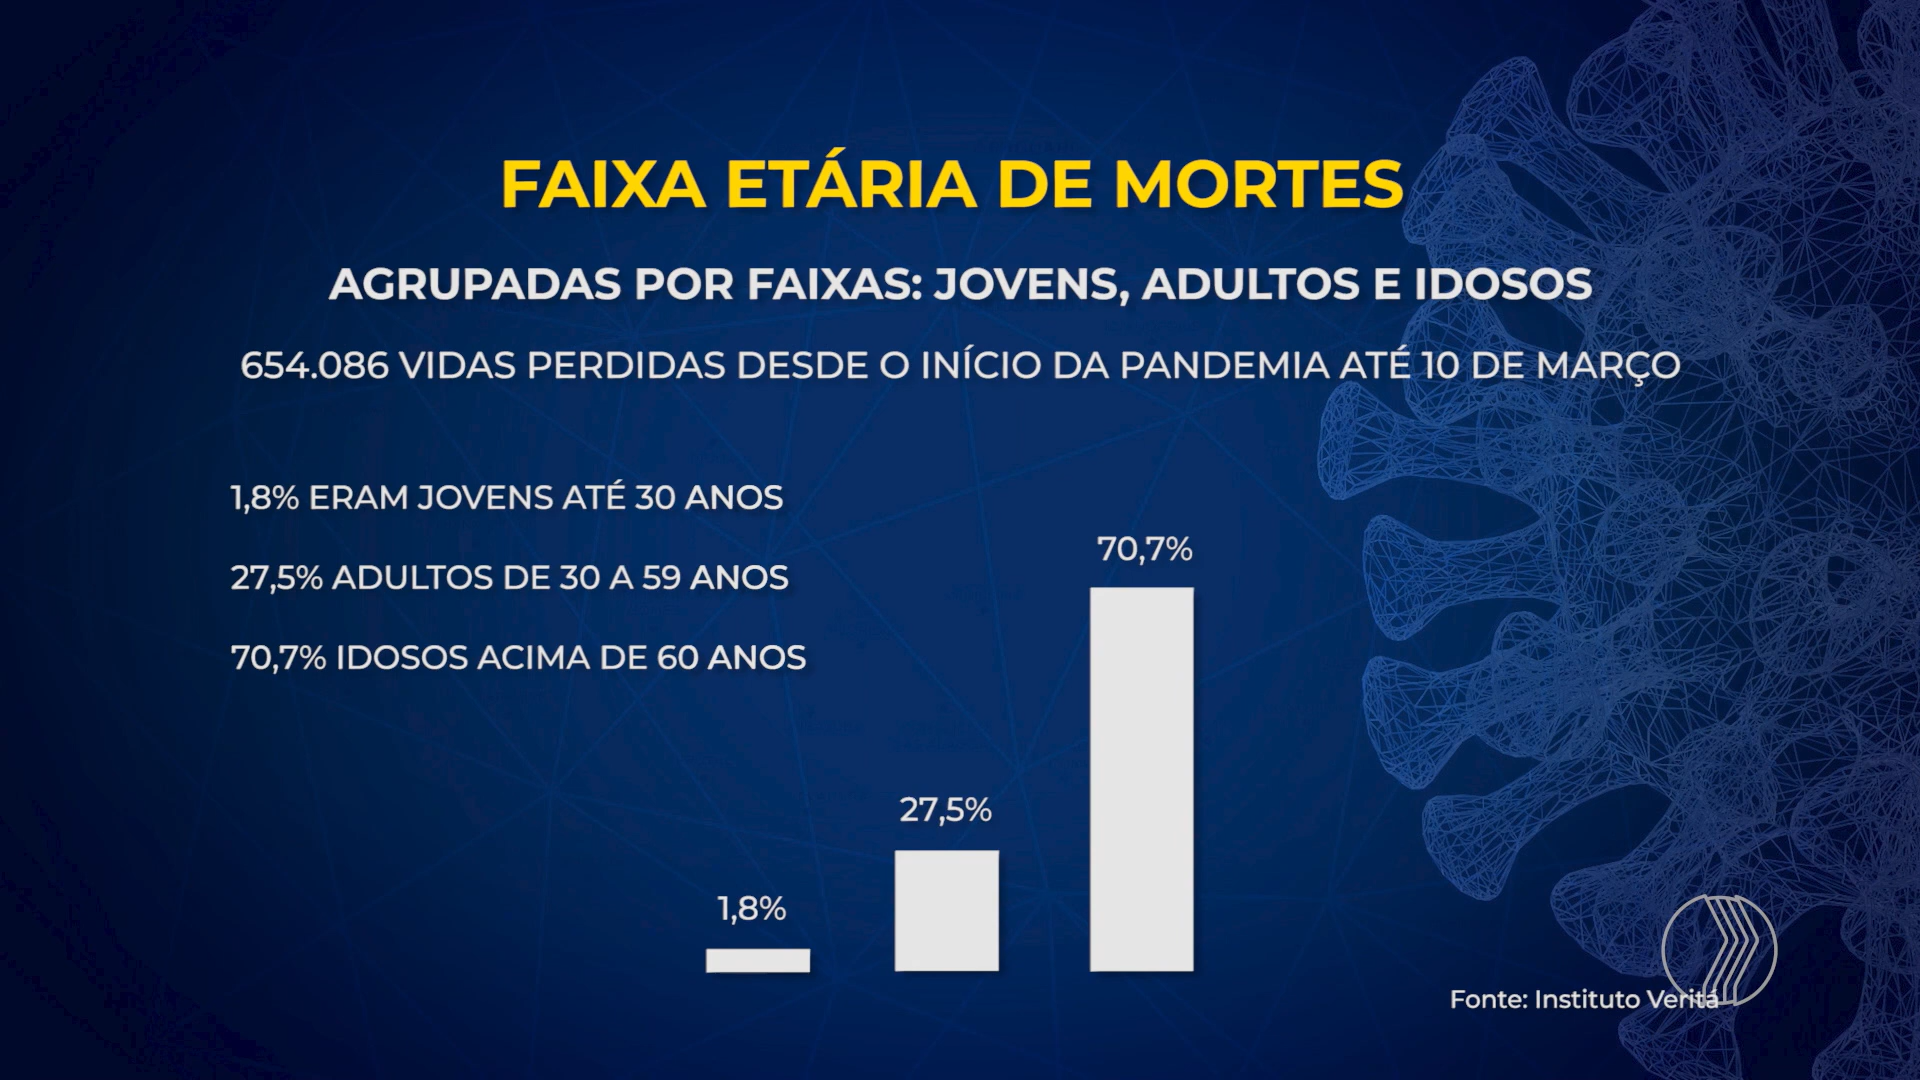 FAIXA ETÁRIA DE MORTES
AGRUPADAS POR FAIXAS: JOVENS, ADULTOS E IDOSOS
654.086 VIDAS PERDIDAS DESDE O INÍCIO DA PANDEMIA ATÉ 10 DE MARÇO
1,8% ERAM JOVENS ATÉ 30 ANOS
27,5% ADULTOS DE 30 A 59 ANOS
70,7% IDOSOS ACIMA DE 60 ANOS
1,8%
27,5%
70,7%
Fonte: Instituto Veritá